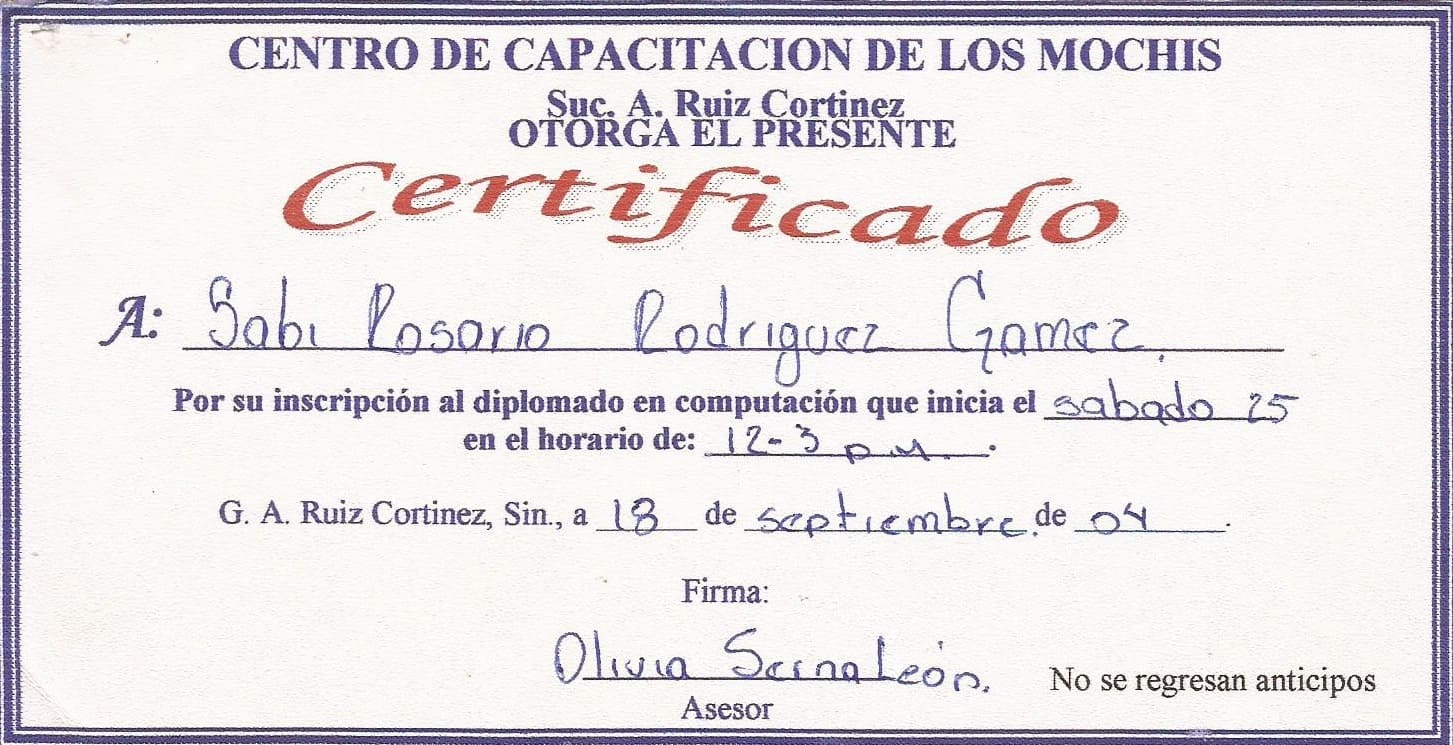 CENTRO DE CAPACITACION DE LOS MOCHIS
Suc. A. Ruiz Cortinez
OTORGA EL PRESENTE
Certificado
A: Sabi Rosario Rodriguez Gamez.
Por su inscripción al diplomado en computación que inicia el sabado 25
en el horario de: 12-3 p.m.
G. A. Ruiz Cortinez, Sin., a 18 de septiembre. de 04.
Firma:
Olivia Serna León.
No se regresan anticipos
Asesor